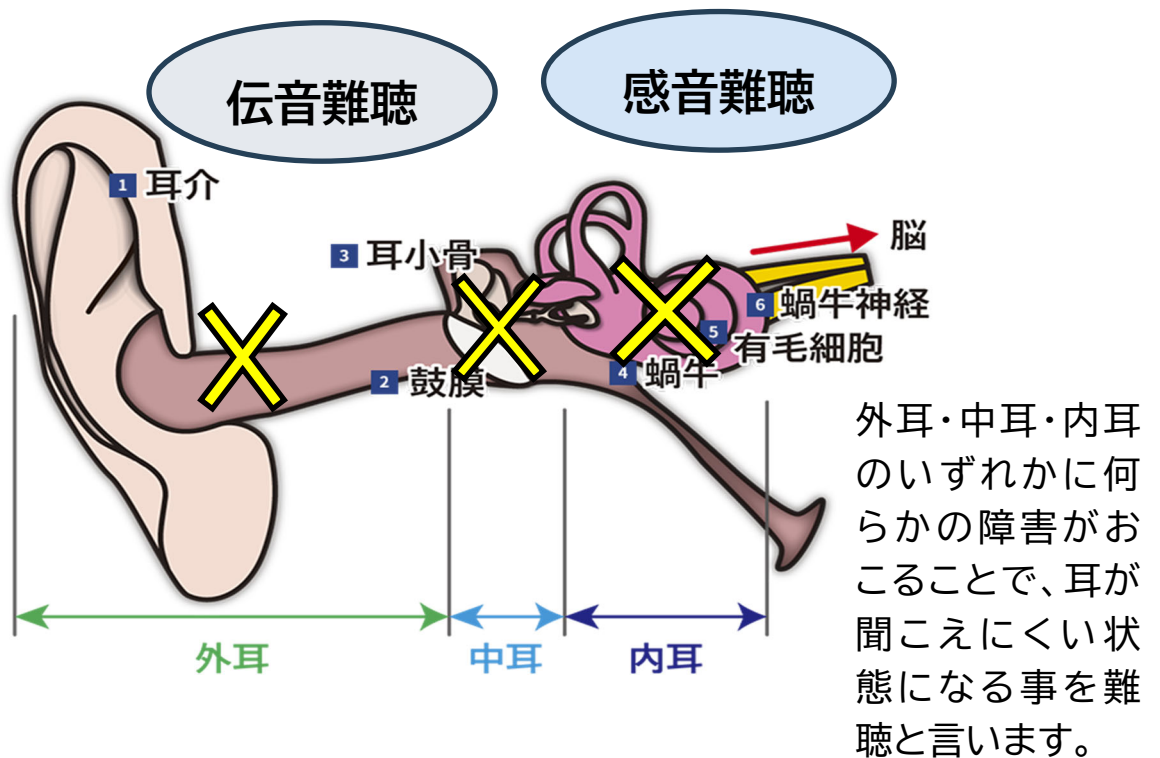 伝音難聴
感音難聴
1 耳介
3 耳小骨
脳
6 蝸牛神経
5 有毛細胞
2 鼓膜
4 蝸牛
外耳・中耳・内耳
のいずれかに何
らかの障害がお
こることで、耳が
聞こえにくい状
態になる事を難
聴と言います。
外耳
中耳
内耳